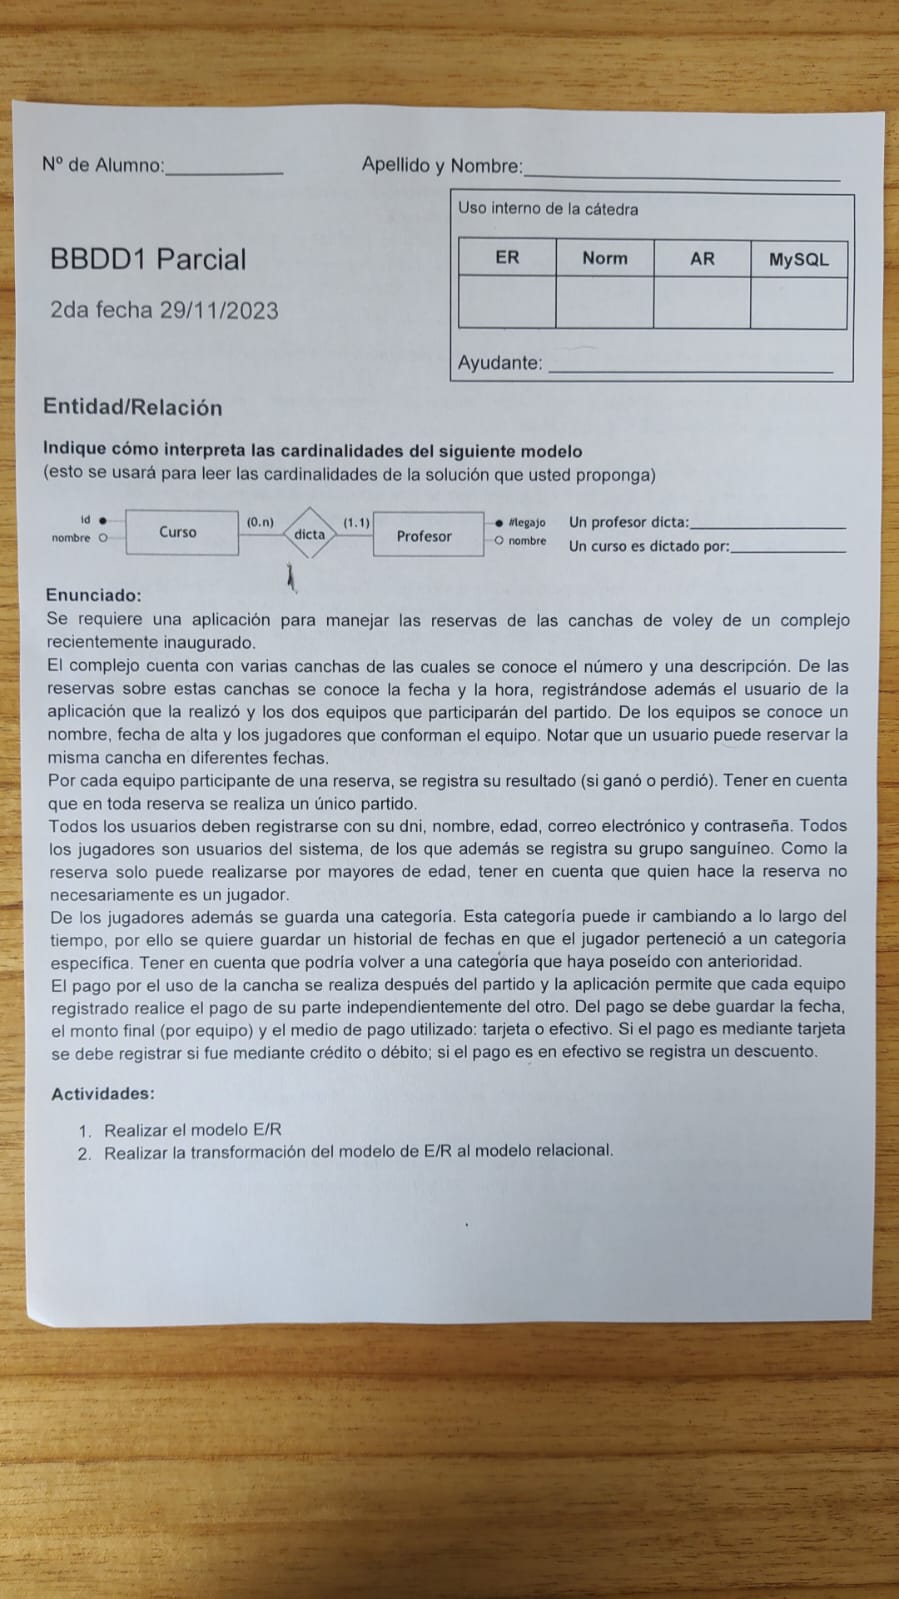 Nº de Alumno:___________ Apellido y Nombre:______________________________
Uso interno de la cátedra
BBDD1 Parcial
2da fecha 29/11/2023
ER Norm AR MySQL
Ayudante: ___________________________
Entidad/Relación
Indique cómo interpreta las cardinalidades del siguiente modelo
(esto se usará para leer las cardinalidades de la solución que usted proponga)
id
nombre
Curso
(0.n)
dicta
(1.1)
Profesor
#legajo
nombre
Un profesor dicta:_______________
Un curso es dictado por:___________
Enunciado:
Se requiere una aplicación para manejar las reservas de las canchas de voley de un complejo
recientemente inaugurado.
El complejo cuenta con varias canchas de las cuales se conoce el número y una descripción. De las
reservas sobre estas canchas se conoce la fecha y la hora, registrándose además el usuario de la
aplicación que la realizó y los dos equipos que participarán del partido. De los equipos se conoce un
nombre, fecha de alta y los jugadores que conforman el equipo. Notar que un usuario puede reservar la
misma cancha en diferentes fechas.
Por cada equipo participante de una reserva, se registra su resultado (si ganó o perdió). Tener en cuenta
que en toda reserva se realiza un único partido.
Todos los usuarios deben registrarse con su dni, nombre, edad, correo electrónico y contraseña. Todos
los jugadores son usuarios del sistema, de los que además se registra su grupo sanguíneo. Como la
reserva solo puede realizarse por mayores de edad, tener en cuenta que quien hace la reserva no
necesariamente es un jugador.
De los jugadores además se guarda una categoría. Esta categoría puede ir cambiando a lo largo del
tiempo, por ello se quiere guardar un historial de fechas en que el jugador perteneció a un categoría
específica. Tener en cuenta que podría volver a una categoría que haya poseído con anterioridad.
El pago por el uso de la cancha se realiza después del partido y la aplicación permite que cada equipo
registrado realice el pago de su parte independientemente del otro. Del pago se debe guardar la fecha,
el monto final (por equipo) y el medio de pago utilizado: tarjeta o efectivo. Si el pago es mediante tarjeta
se debe registrar si fue mediante crédito o débito; si el pago es en efectivo se registra un descuento.
Actividades:
1. Realizar el modelo E/R
2. Realizar la transformación del modelo de E/R al modelo relacional.